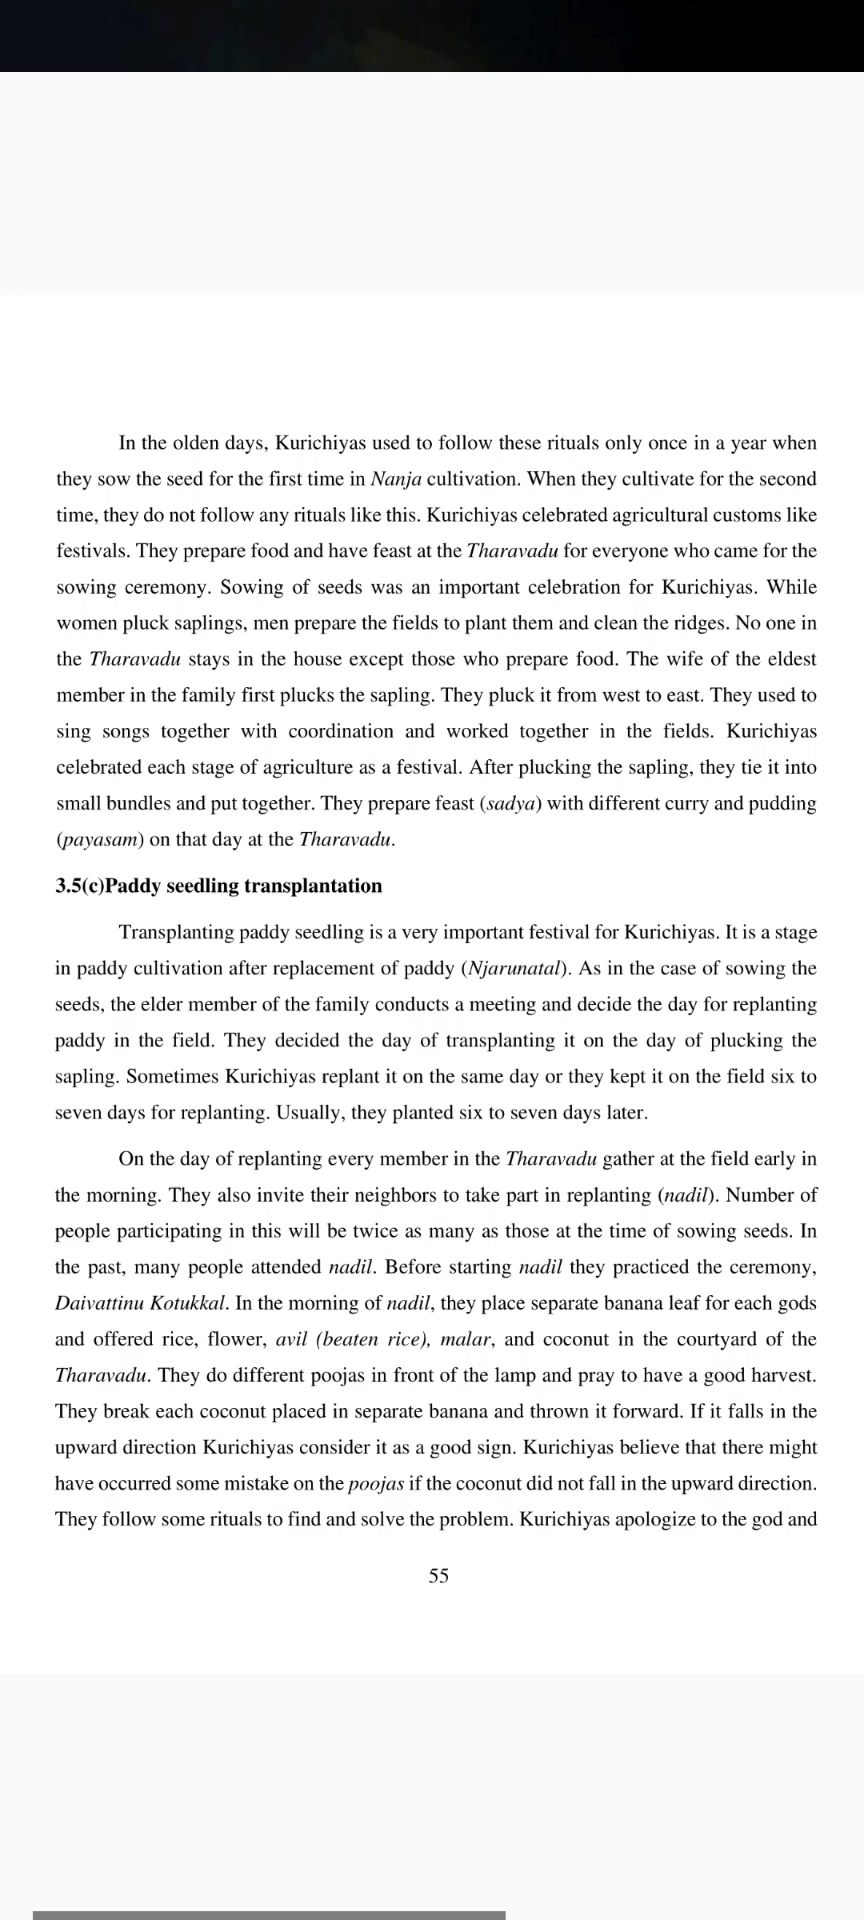 In the olden days, Kurichiyas used to follow these rituals only once in a year when
they sow the seed for the first time in Nanja cultivation. When they cultivate for the second
time, they do not follow any rituals like this. Kurichiyas celebrated agricultural customs like
festivals. They prepare food and have feast at the Tharavadu for everyone who came for the
sowing ceremony. Sowing of seeds was an important celebration for Kurichiyas. While
women pluck saplings, men prepare the fields to plant them and clean the ridges. No one in
the Tharavadu stays in the house except those who prepare food. The wife of the eldest
member in the family first plucks the sapling. They pluck it from west to east. They used to
sing songs together with coordination and worked together in the fields. Kurichiyas
celebrated each stage of agriculture as a festival. After plucking the sapling, they tie it into
small bundles and put together. They prepare feast (sadya) with different curry and pudding
(payasam) on that day at the Tharavadu.
3.5(c)Paddy seedling transplantation
Transplanting paddy seedling is a very important festival for Kurichiyas. It is a stage
in paddy cultivation after replacement of paddy (Njarunatal). As in the case of sowing the
seeds, the elder member of the family conducts a meeting and decide the day for replanting
paddy in the field. They decided the day of transplanting it on the day of plucking the
sapling. Sometimes Kurichiyas replant it on the same day or they kept it on the field six to
seven days for replanting. Usually, they planted six to seven days later.
On the day of replanting every member in the Tharavadu gather at the field early in
the morning. They also invite their neighbors to take part in replanting (nadil). Number of
people participating in this will be twice as many as those at the time of sowing seeds. In
the past, many people attended nadil. Before starting nadil they practiced the ceremony,
Daivattinu Kotukkal. In the morning of nadil, they place separate banana leaf for each gods
and offered rice, flower, avil (beaten rice), malar, and coconut in the courtyard of the
Tharavadu. They do different poojas in front of the lamp and pray to have a good harvest.
They break each coconut placed in separate banana and thrown it forward. If it falls in the
upward direction Kurichiyas consider it as a good sign. Kurichiyas believe that there might
have occurred some mistake on the poojas if the coconut did not fall in the upward direction.
They follow some rituals to find and solve the problem. Kurichiyas apologize to the god and
55